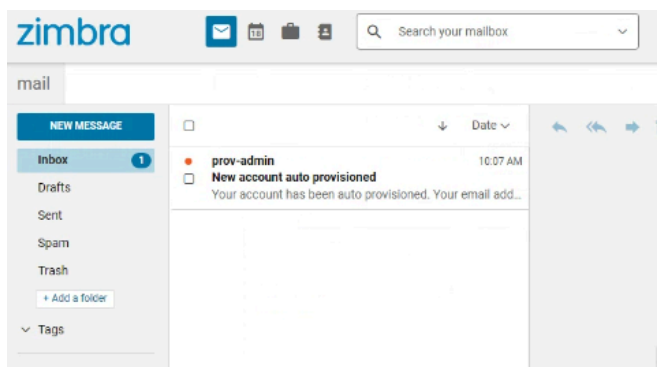 zimbra
18
Search your mailbox
mail
NEW MESSAGE
Date
Inbox 1
prov-admin 10:07 AM
New account auto provisioned
Drafts
Your account has been auto provisioned. Your email add...
Sent
Spam
Trash
+ Add a folder
Tags